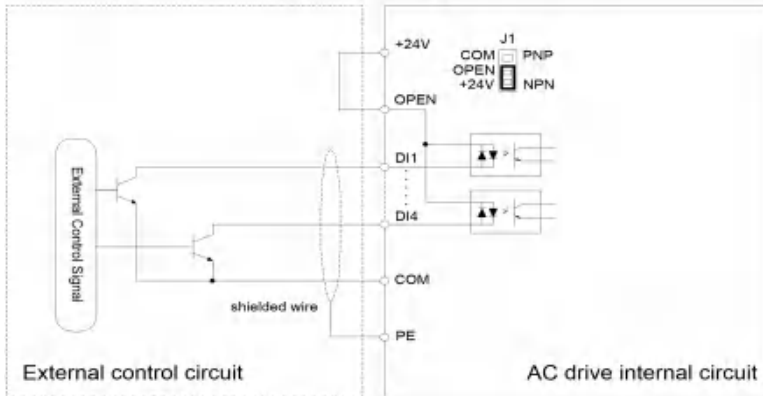 +24V
J1
COM PNP
OPEN
+24V NPN
OPEN
DI1
DI4
COM
PE
External Control Signal
shielded wire
External control circuit
AC drive internal circuit